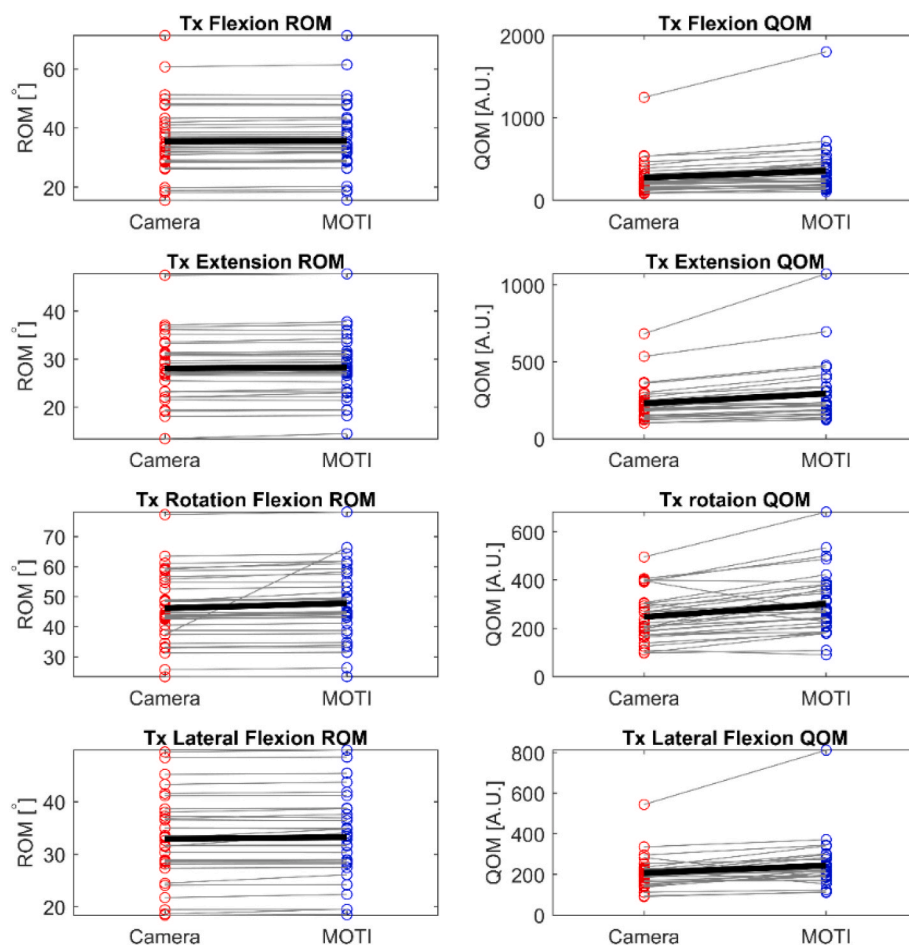 Tx Flexion ROM
ROM [°]
60
40
20
Camera
MOTI
Tx Flexion QOM
QOM [A.U.]
2000
1000
0
Camera
MOTI
Tx Extension ROM
ROM [°]
40
30
20
Camera
MOTI
Tx Extension QOM
QOM [A.U.]
1000
500
0
Camera
MOTI
Tx Rotation Flexion ROM
ROM [°]
70
60
50
40
30
Camera
MOTI
Tx rotaion QOM
QOM [A.U.]
600
400
200
0
Camera
MOTI
Tx Lateral Flexion ROM
ROM [°]
40
30
20
Camera
MOTI
Tx Lateral Flexion QOM
QOM [A.U.]
800
600
400
200
0
Camera
MOTI